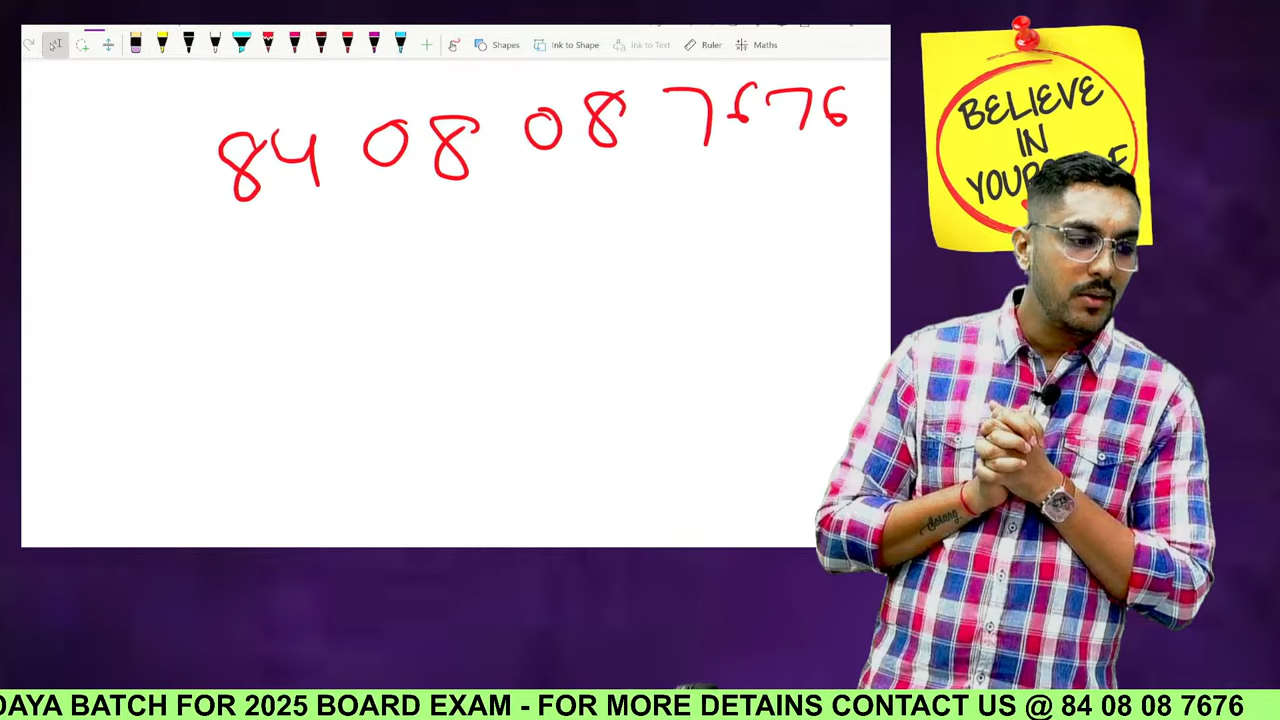 Shapes Ink to Shape Ink to Text Ruler Maths
84 08 08 7676
BELIEVE
IN
DAYA BATCH FOR 2025 BOARD EXAM - FOR MORE DETAINS CONTACT US @ 84 08 08 7676